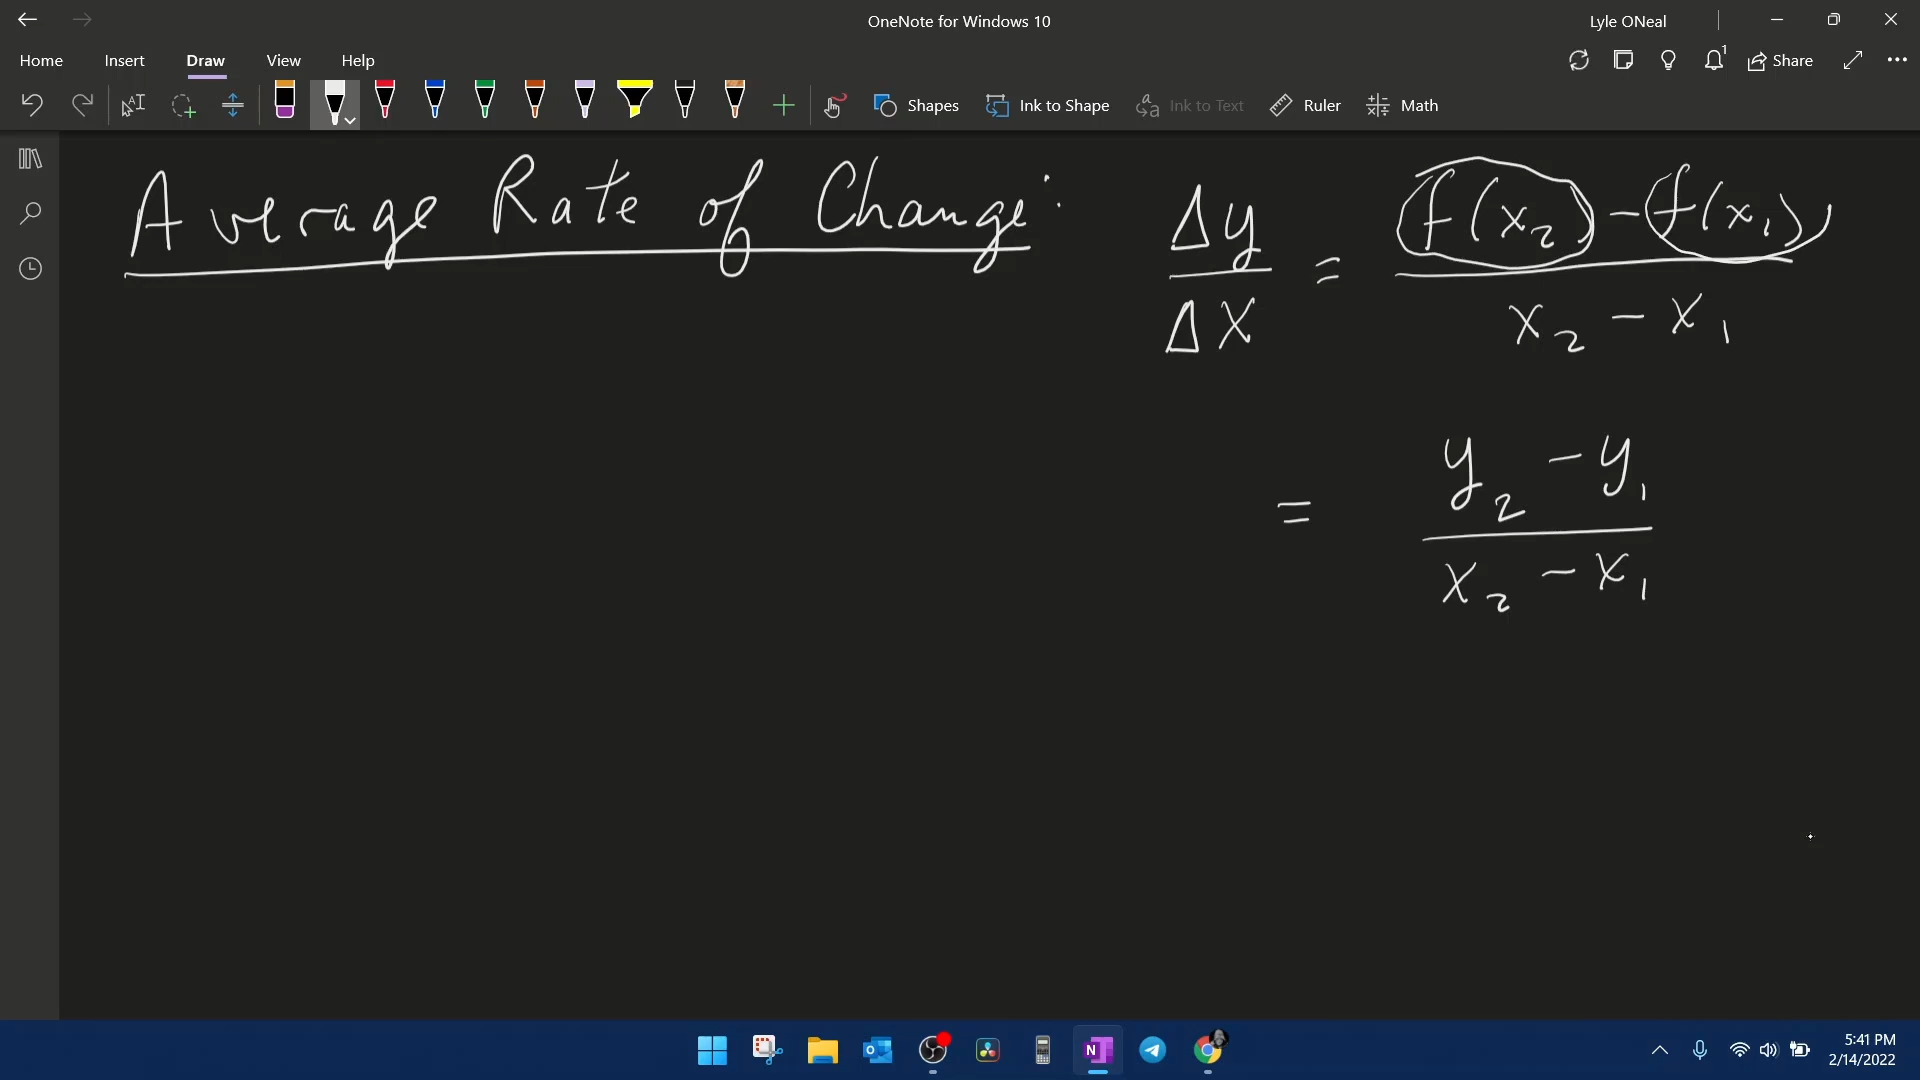 OneNote for Windows 10
Lyle ONeal
Home Insert Draw View Help
1
Share
Shapes
Ink to Shape
Ink to Text
Ruler
Math
Average Rate of Change:
Δy/Δx = (f(x₂) - f(x₁))/(x₂ - x₁)
= (y₂ - y₁)/(x₂ - x₁)
5:41 PM
2/14/2022